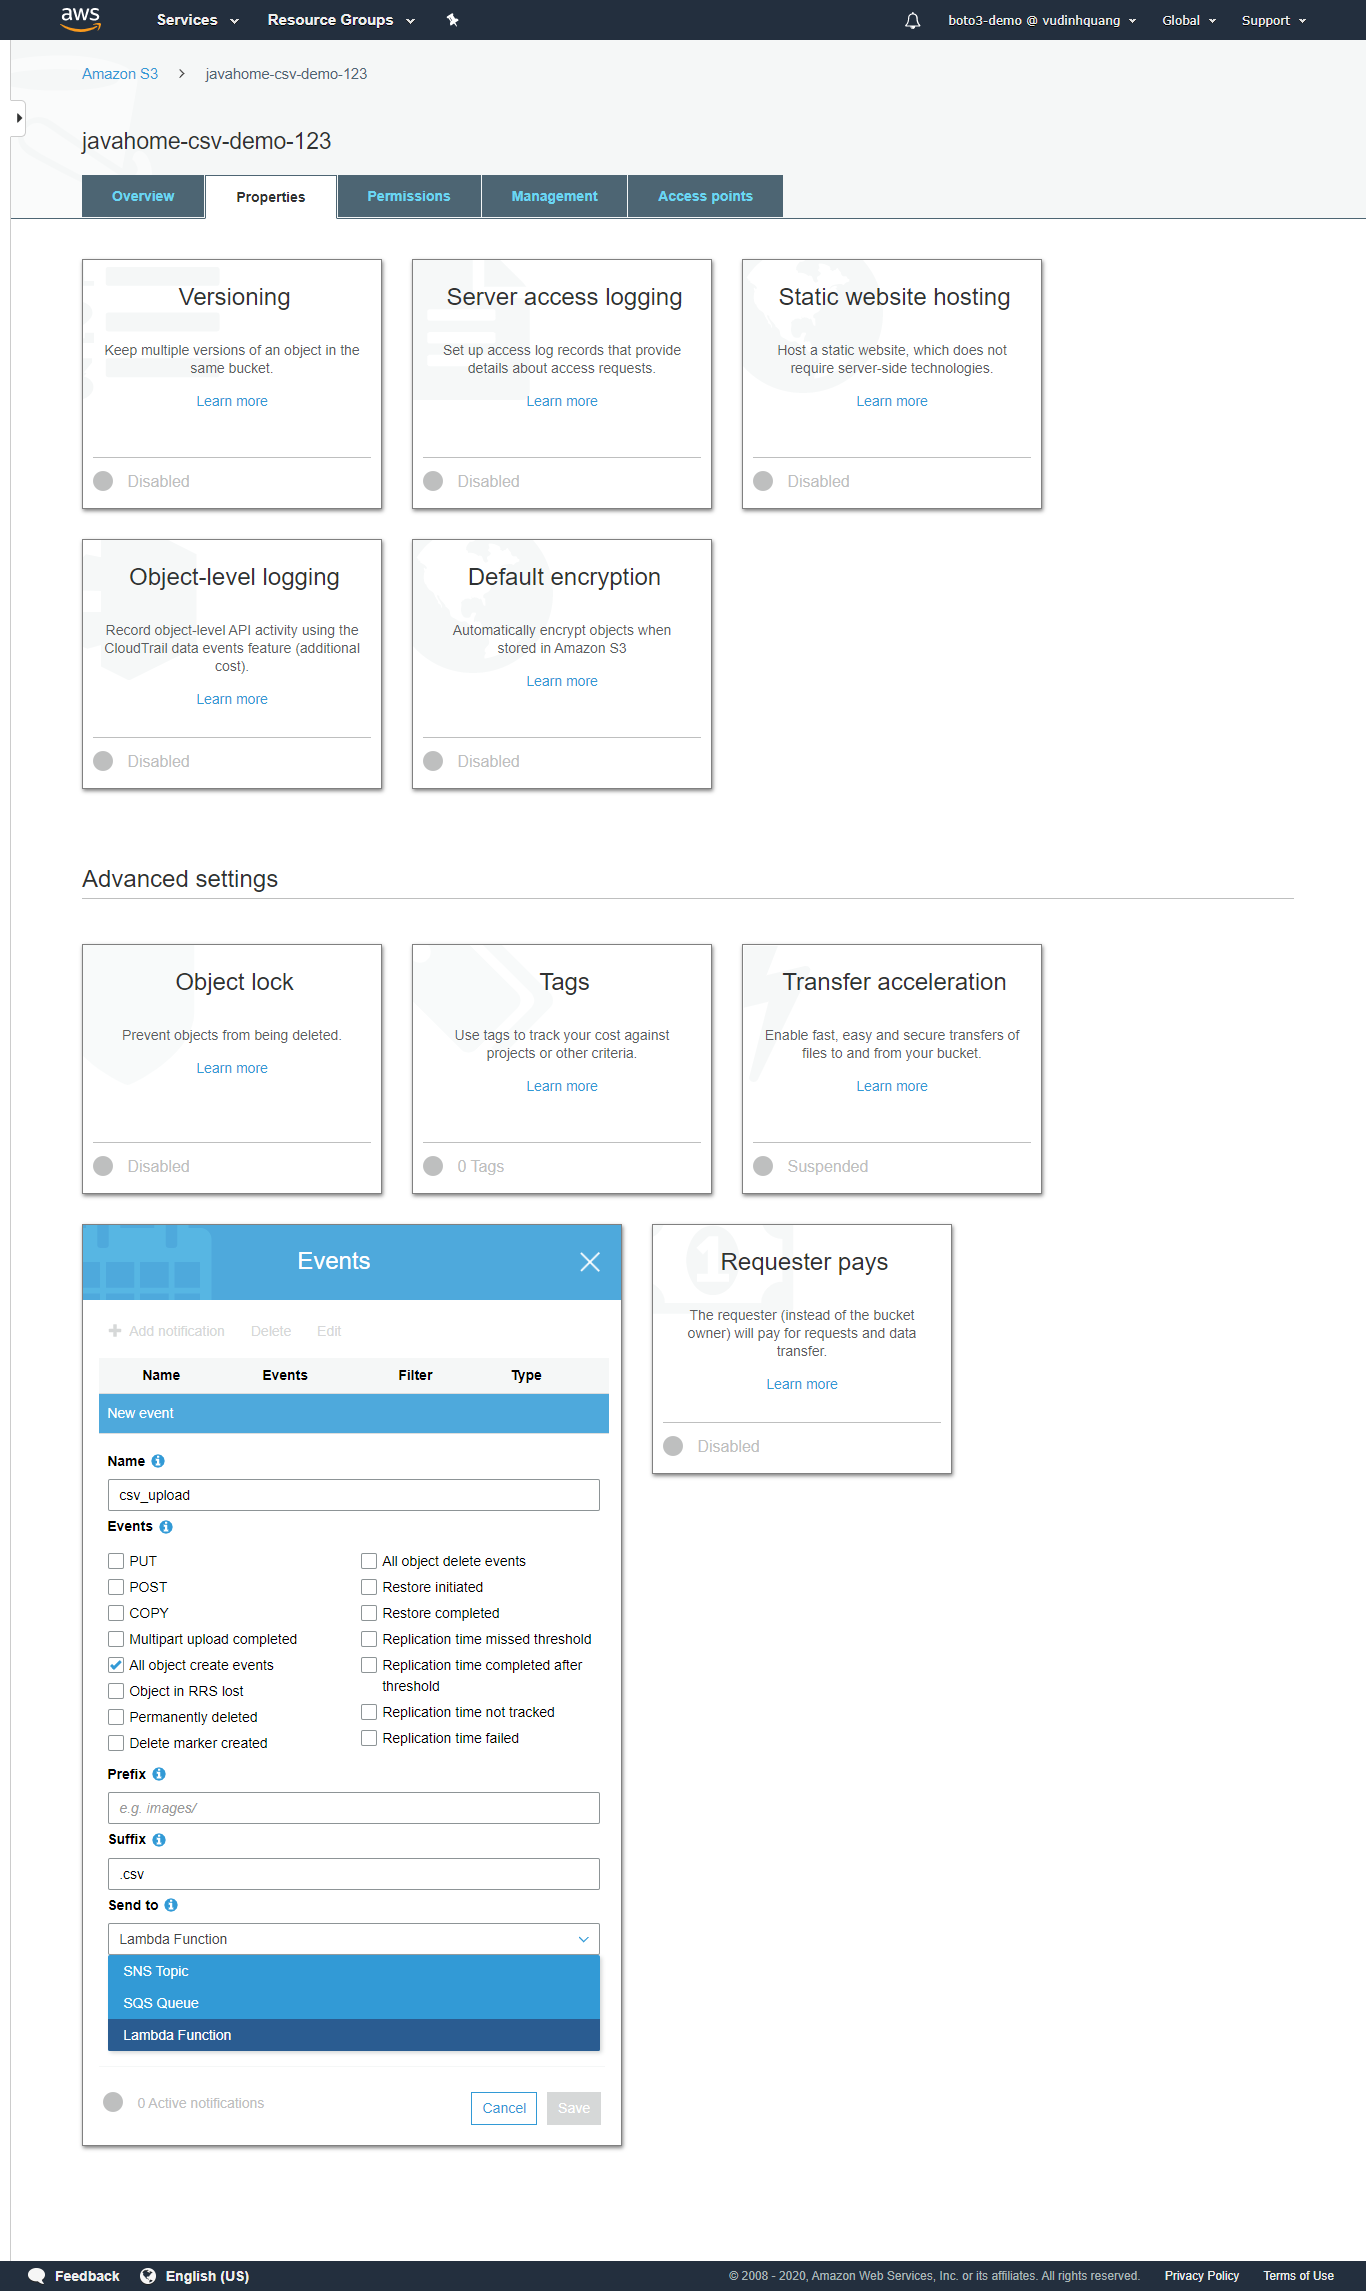 aws Services Resource Groups boto3-demo @ vudinhquang Global Support
Amazon S3 > javahome-csv-demo-123
javahome-csv-demo-123
Overview Properties Permissions Management Access points
Versioning
Keep multiple versions of an object in the
same bucket.
Learn more
Disabled
Server access logging
Set up access log records that provide
details about access requests.
Learn more
Disabled
Static website hosting
Host a static website, which does not
require server-side technologies.
Learn more
Disabled
Object-level logging
Record object-level API activity using the
CloudTrail data events feature (additional
cost).
Learn more
Disabled
Default encryption
Automatically encrypt objects when
stored in Amazon S3
Learn more
Disabled
Advanced settings
Object lock
Prevent objects from being deleted.
Learn more
Disabled
Tags
Use tags to track your cost against
projects or other criteria.
Learn more
0 Tags
Transfer acceleration
Enable fast, easy and secure transfers of
files to and from your bucket.
Learn more
Suspended
Events
Add notification Delete Edit
Name Events Filter Type
New event
Name
csv_upload
Events
PUT
POST
COPY
Multipart upload completed
All object create events
Object in RRS lost
Permanently deleted
Delete marker created
All object delete events
Restore initiated
Restore completed
Replication time missed threshold
Replication time completed after
threshold
Replication time not tracked
Replication time failed
Prefix
e.g. images/
Suffix
.csv
Send to
Lambda Function
SNS Topic
SQS Queue
Lambda Function
0 Active notifications Cancel Save
Requester pays
The requester (instead of the bucket
owner) will pay for requests and data
transfer.
Learn more
Disabled
Feedback English (US) © 2008 - 2020, Amazon Web Services, Inc. or its affiliates. All rights reserved. Privacy Policy Terms of Use